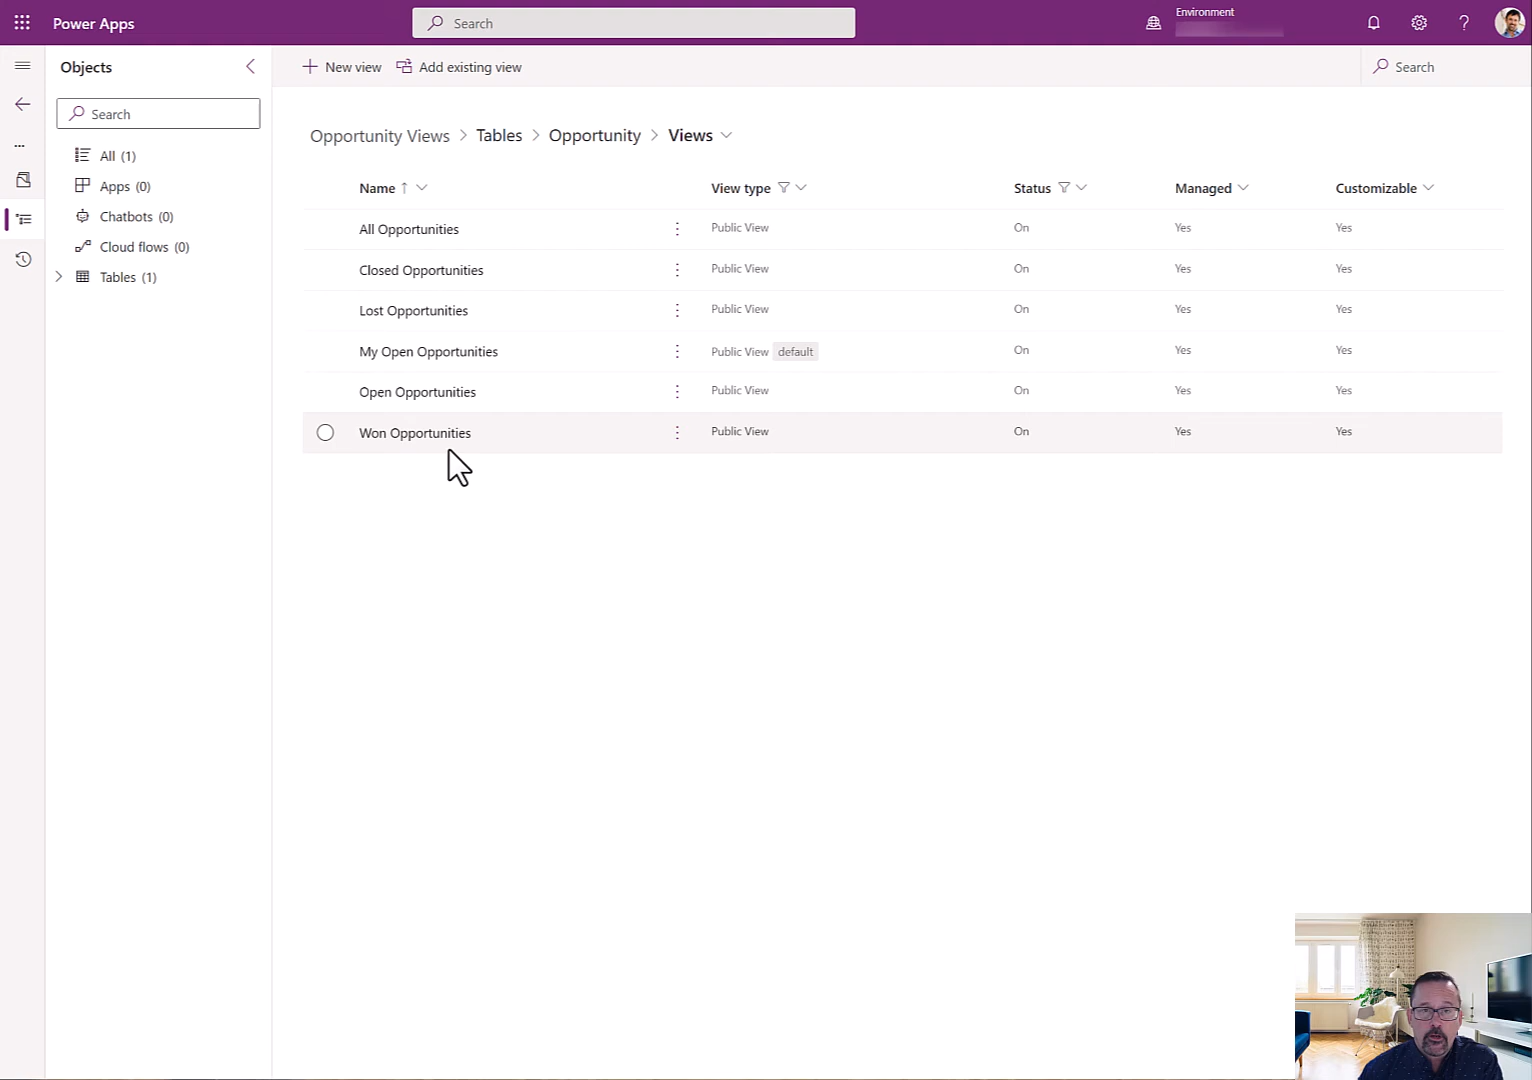 Power Apps
Search
Environment
?
Objects
New view
Add existing view
Search
Search
All (1)
Apps (0)
Chatbots (0)
Cloud flows (0)
Tables (1)
Opportunity Views > Tables > Opportunity > Views
Name ↑ View type Status Managed Customizable
All Opportunities Public View On Yes Yes
Closed Opportunities Public View On Yes Yes
Lost Opportunities Public View On Yes Yes
My Open Opportunities Public View default On Yes Yes
Open Opportunities Public View On Yes Yes
Won Opportunities Public View On Yes Yes